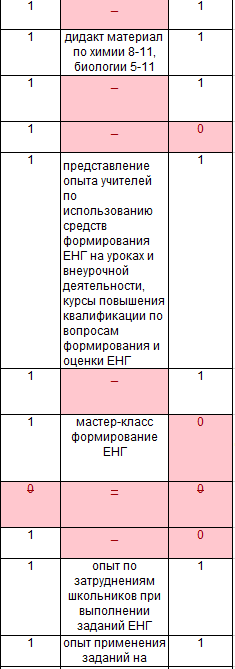 1 _ 1
1 дидакт материал 1
по химии 8-11,
биологии 5-11
1 _ 1
1 _ 0
1 представление 1
опыта учителей
по
использованию
средств
формирования
ЕНГ на уроках и
внеурочной
деятельности,
курсы повышения
квалификации по
вопросам
формирования и
оценки ЕНГ
1 _ 1
1 мастер-класс 0
формирование
ЕНГ
0 _ 0
1 _ 0
1 опыт по 1
затруднениям
школьников при
выполнении
заданий ЕНГ
1 опыт применения 1
заданий на